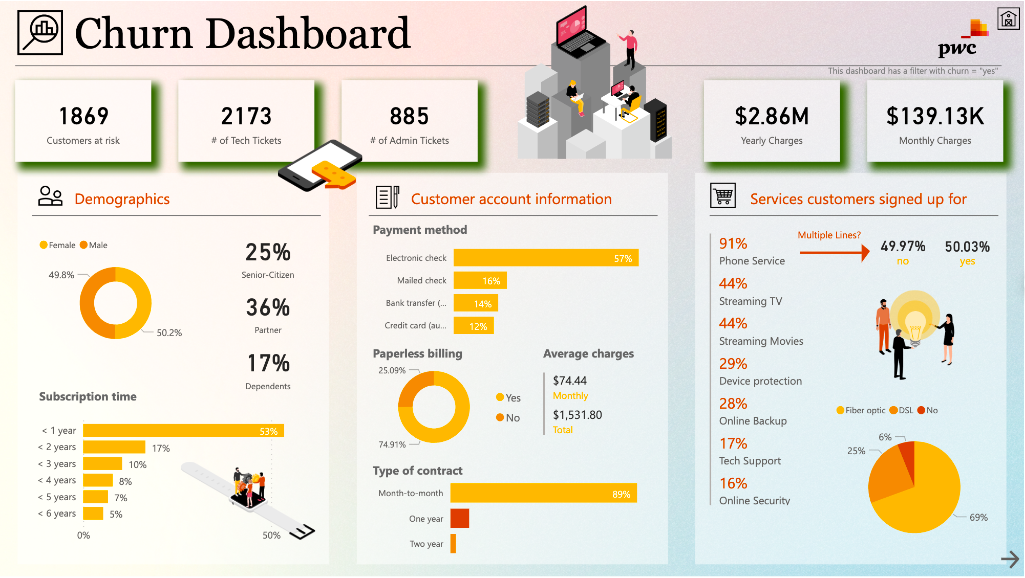 Churn Dashboard
pwc
This dashboard has a filter with churn = "yes"
1869
Customers at risk
2173
# of Tech Tickets
885
# of Admin Tickets
$2.86M
Yearly Charges
$139.13K
Monthly Charges
Demographics
Female Male
49.8%
50.2%
25%
Senior-Citizen
36%
Partner
17%
Dependents
Subscription time
< 1 year 53%
< 2 years 17%
< 3 years 10%
< 4 years 8%
< 5 years 7%
< 6 years 5%
0% 50%
Customer account information
Payment method
Electronic check 57%
Mailed check 16%
Bank transfer (... 14%
Credit card (au... 12%
Paperless billing
25.09%
74.91%
Yes
No
Average charges
$74.44
Monthly
$1,531.80
Total
Type of contract
Month-to-month 89%
One year
Two year
Services customers signed up for
91%
Phone Service
Multiple Lines?
49.97%
no
50.03%
yes
44%
Streaming TV
44%
Streaming Movies
29%
Device protection
28%
Online Backup
17%
Tech Support
16%
Online Security
Fiber optic DSL No
6%
25%
69%